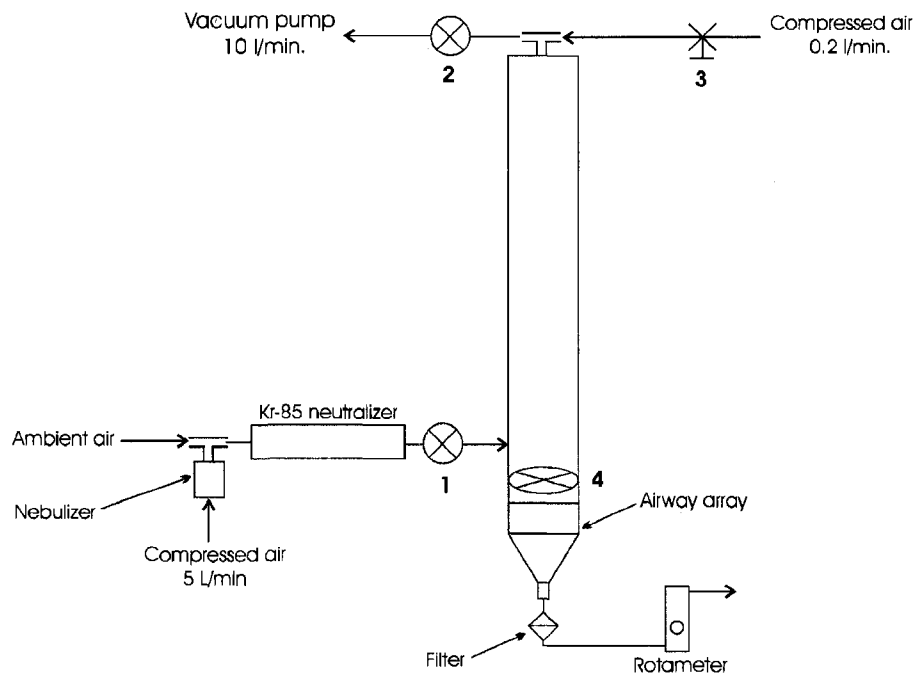 Vacuum pump
10 l/min.
2
3
Compressed air
0.2 l/min.
Kr-85 neutralizer
Ambient air
1
4
Nebulizer
Airway array
Compressed air
5 L/min
Filter
Rotameter